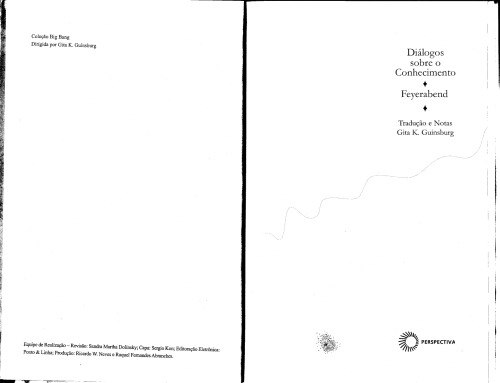 Coleção Big Bang
Dirigida por Gita K. Guinsburg
Equipe de Realização – Revisão: Sandra Martha Dolinsky; Capa: Sergio Kon; Editoração Eletrônica:
Ponto & Linha; Produção: Ricardo W. Neves e Raquel Fernandes Abranches.
Diálogos
sobre o
Conhecimento
Feyerabend
Tradução e Notas
Gita K. Guinsburg
PERSPECTIVA